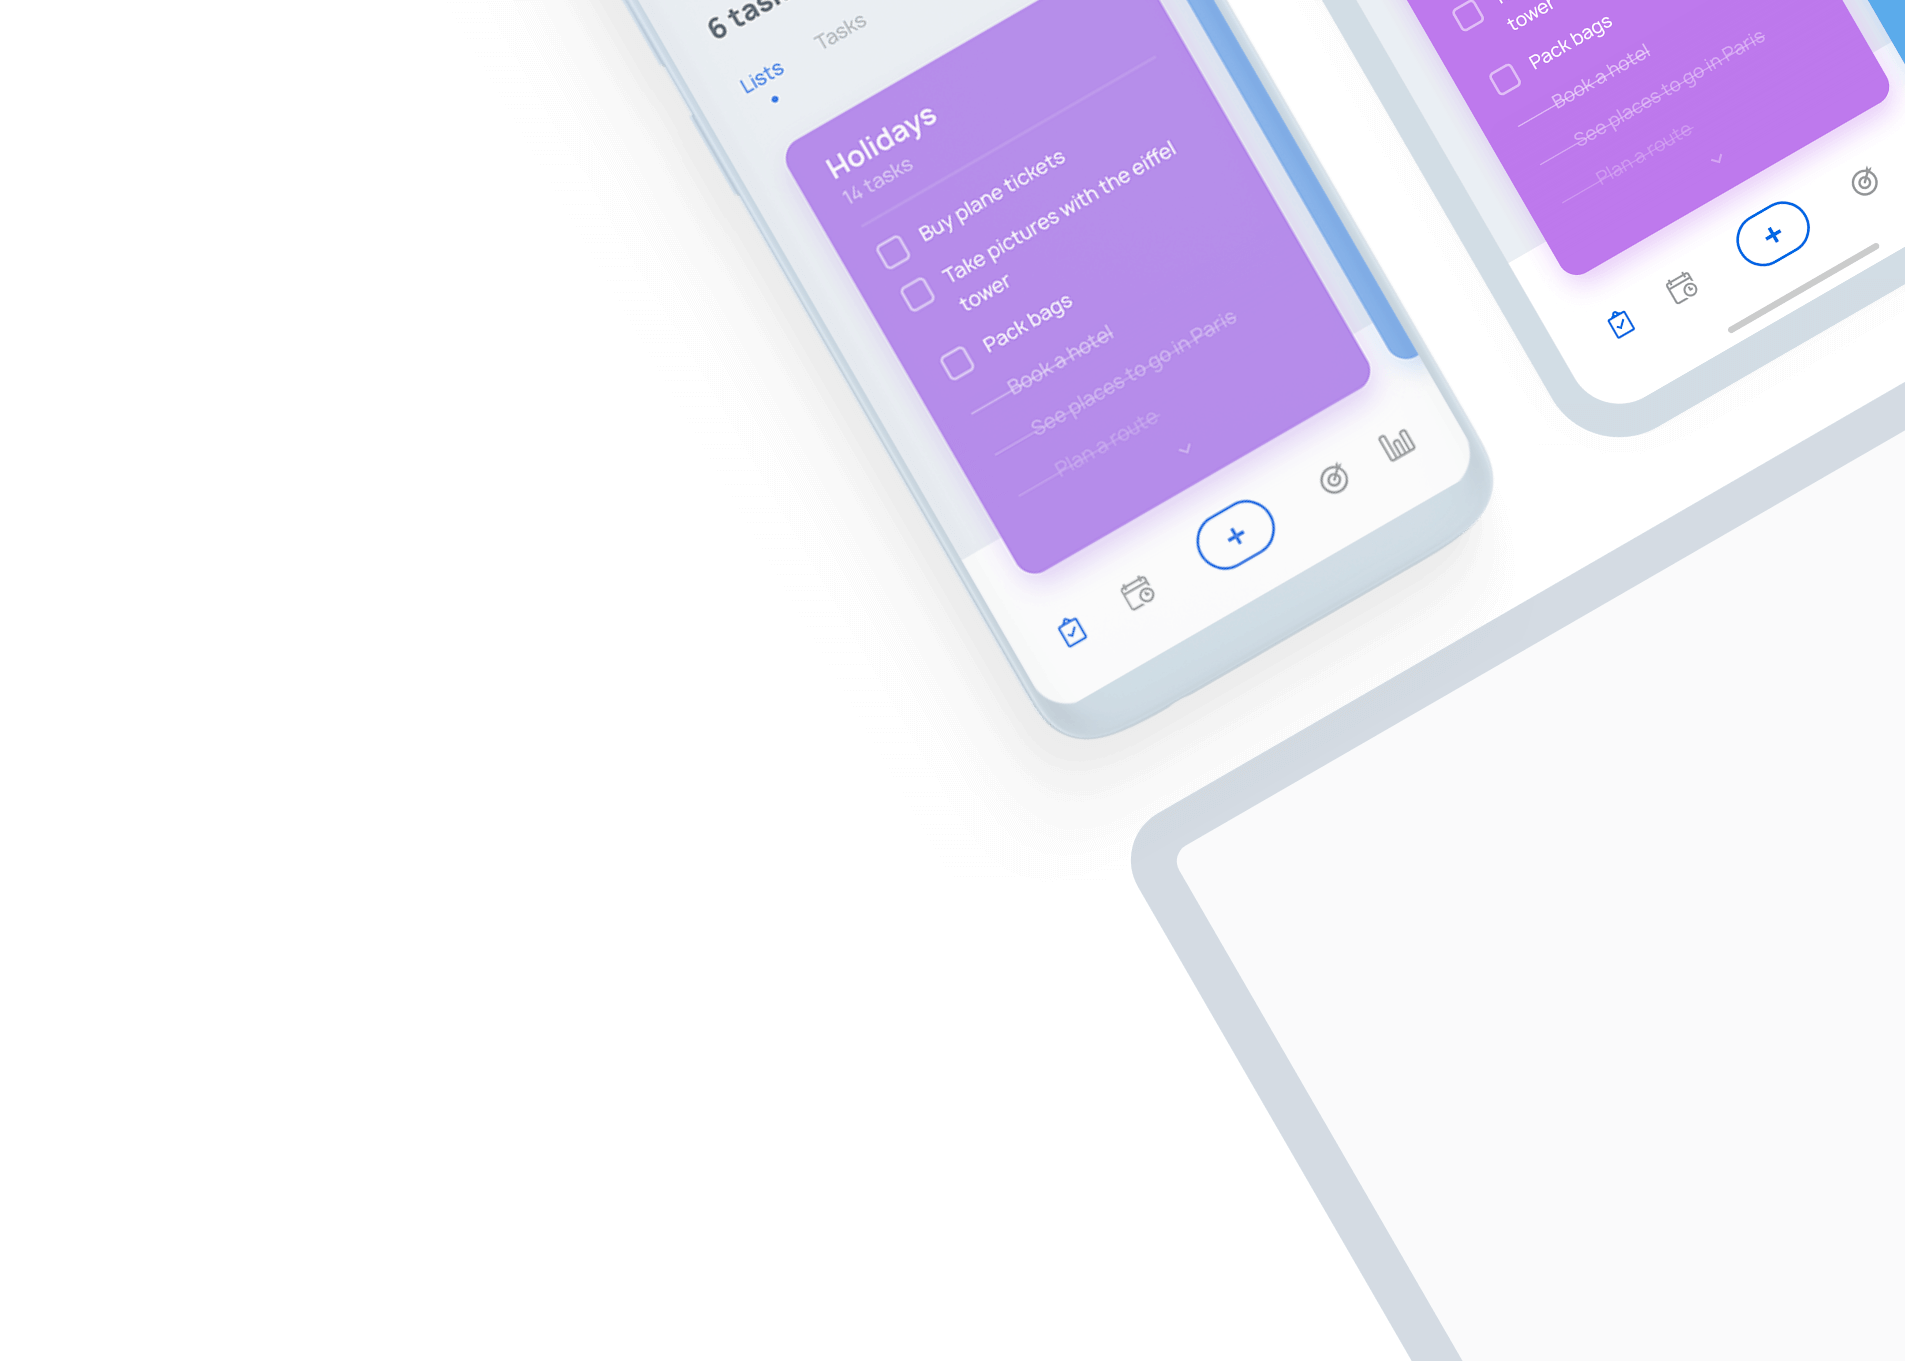 6 tasks
Lists
Tasks
Holidays
14 tasks
Buy plane tickets
Take pictures with the eiffel
tower
Pack bags
Book a hotel
See places to go in Paris
Plan a route
tower
Pack bags
Book a hotel
See places to go in Paris
Plan a route